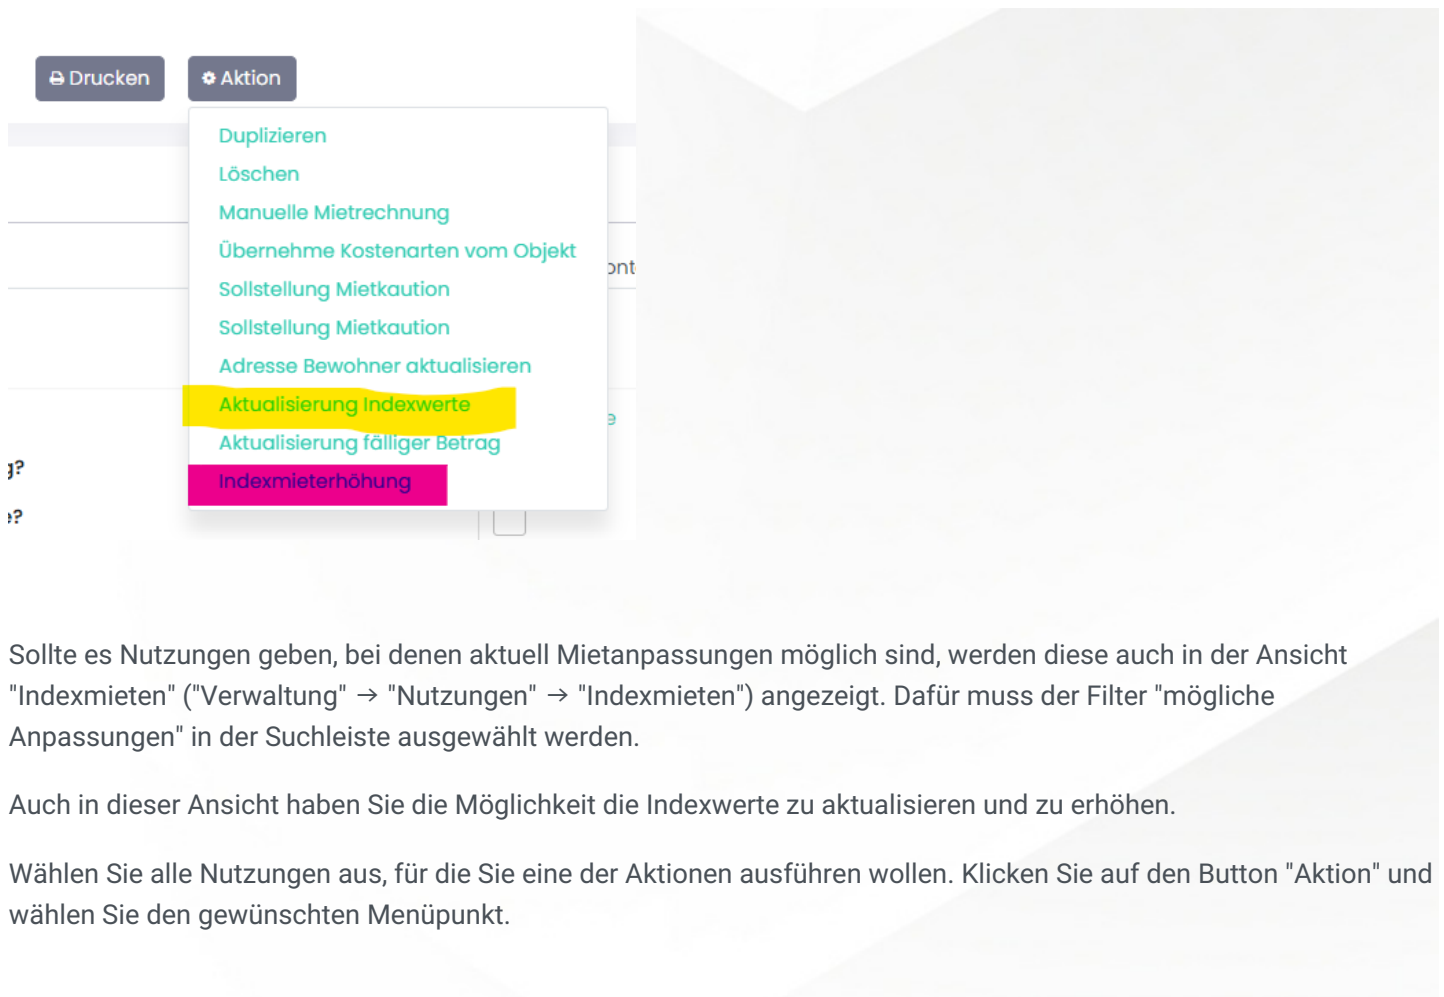 Drucken Aktion
Duplizieren
Löschen
Manuelle Mietrechnung
Übernehme Kostenarten vom Objekt
Sollstellung Mietkaution
Sollstellung Mietkaution
Adresse Bewohner aktualisieren
Aktualisierung Indexwerte
Aktualisierung fälliger Betrag
Indexmieterhöhung
Sollte es Nutzungen geben, bei denen aktuell Mietanpassungen möglich sind, werden diese auch in der Ansicht
"Indexmieten" ("Verwaltung" → "Nutzungen" → "Indexmieten") angezeigt. Dafür muss der Filter "mögliche
Anpassungen" in der Suchleiste ausgewählt werden.
Auch in dieser Ansicht haben Sie die Möglichkeit die Indexwerte zu aktualisieren und zu erhöhen.
Wählen Sie alle Nutzungen aus, für die Sie eine der Aktionen ausführen wollen. Klicken Sie auf den Button "Aktion" und
wählen Sie den gewünschten Menüpunkt.